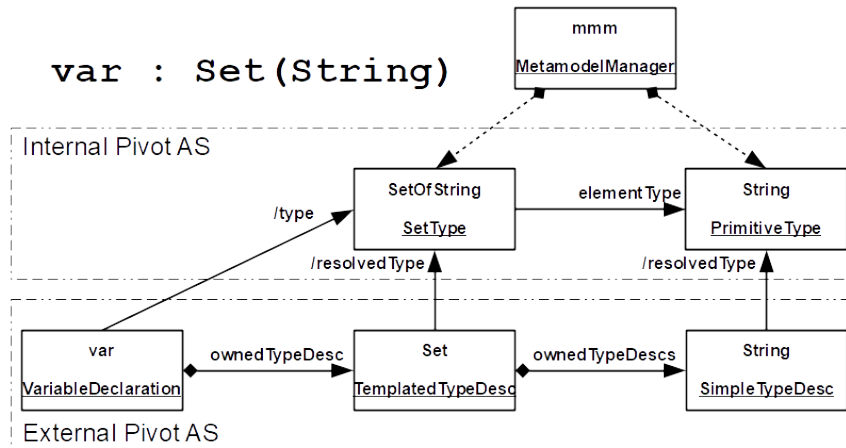 mmm
MetamodelManager
var : Set(String)
Internal Pivot AS
SetOfString
SetType
elementType
String
PrimitiveType
/type
/resolvedType
/resolvedType
var
VariableDeclaration
ownedTypeDesc
Set
TemplatedTypeDesc
ownedTypeDescs
String
SimpleTypeDesc
External Pivot AS